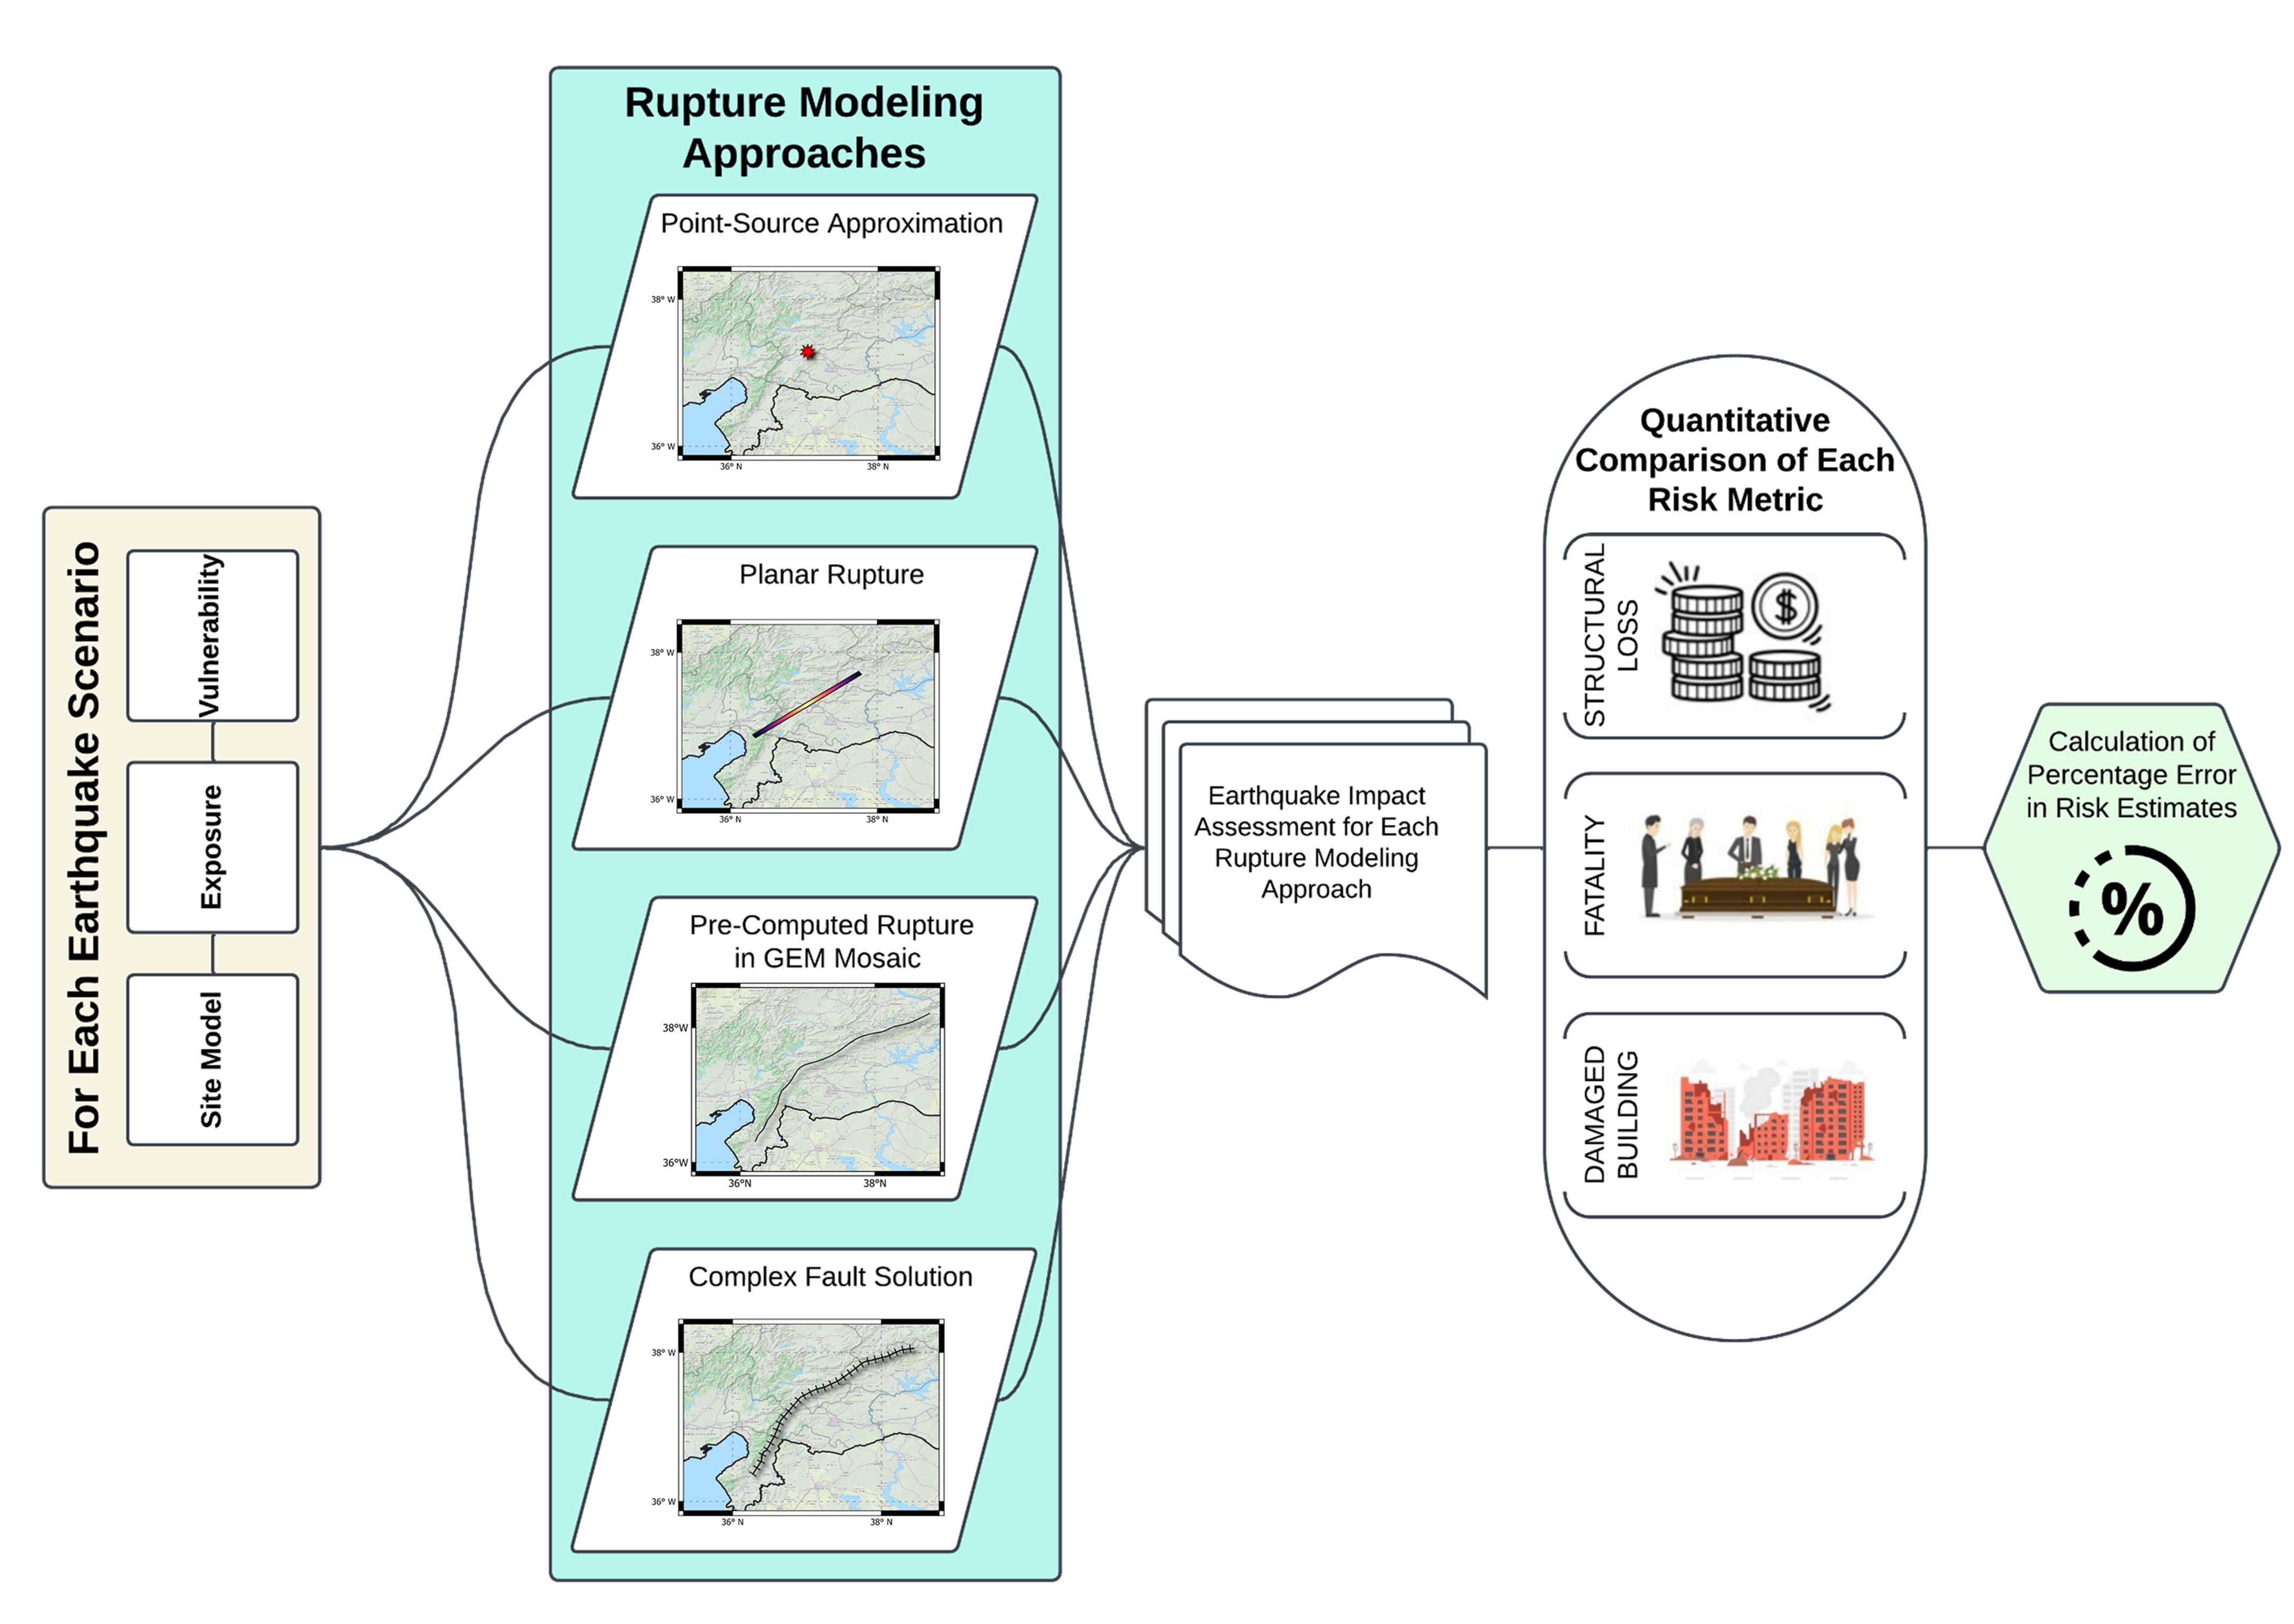 For Each Earthquake Scenario
Vulnerability
Exposure
Site Model
Rupture Modeling
Approaches
Point-Source Approximation
38° W
36° W
36° N
38° N
Planar Rupture
38° W
36° W
36° N
38° N
Pre-Computed Rupture
in GEM Mosaic
38°W
36°W
36°N
38°N
Complex Fault Solution
38° W
36° W
36° N
38° N
Earthquake Impact
Assessment for Each
Rupture Modeling
Approach
Quantitative
Comparison of Each
Risk Metric
STRUCTURAL
LOSS
$
FATALITY
DAMAGED
BUILDING
Calculation of
Percentage Error
in Risk Estimates
%